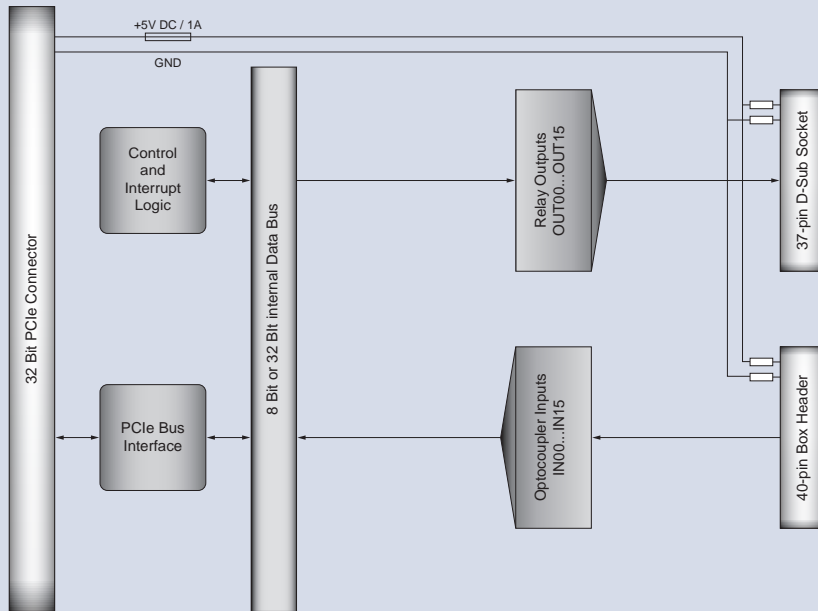 +5V DC / 1A
GND
32 Bit PCIe Connector
Control
and
Interrupt
Logic
PCIe Bus
Interface
8 Bit or 32 BIt internal Data Bus
Relay Outputs
OUT00...OUT15
Optocoupler Inputs
IN00...IN15
37-pin D-Sub Socket
40-pin Box Header